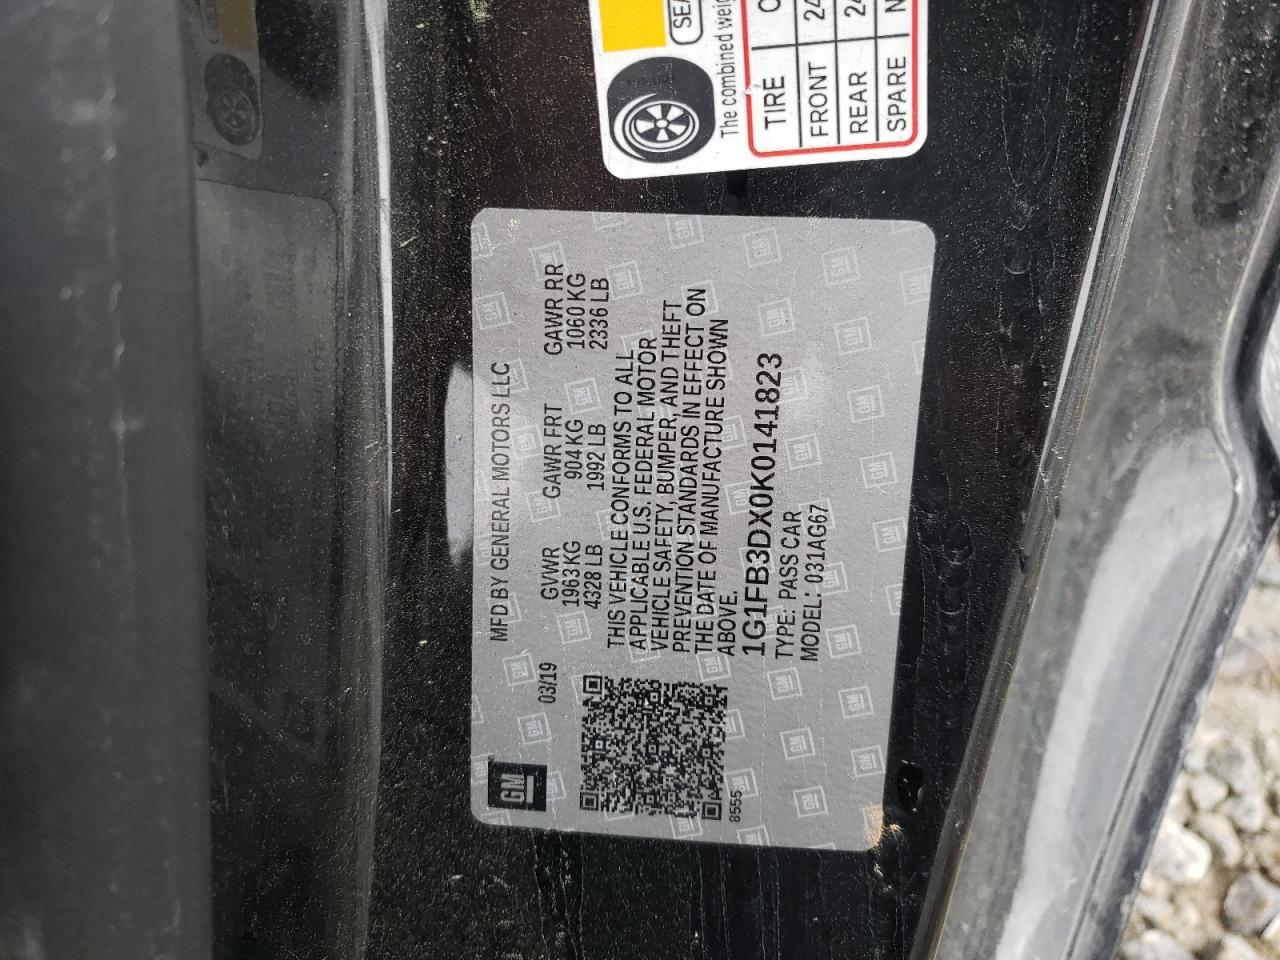 MFD BY GENERAL MOTORS LLC
03/19
GVWR GAWR FRT GAWR RR
1963 KG 904 KG 1060 KG
4328 LB 1992 LB 2336 LB
THIS VEHICLE CONFORMS TO ALL
APPLICABLE U.S. FEDERAL MOTOR
VEHICLE SAFETY, BUMPER, AND THEFT
PREVENTION STANDARDS IN EFFECT ON
THE DATE OF MANUFACTURE SHOWN
ABOVE.
1G1FB3DX0K0141823
TYPE: PASS CAR
MODEL: 031AG67
GM
8555
The combined
TIRE
FRONT 24
REAR 24
SPARE